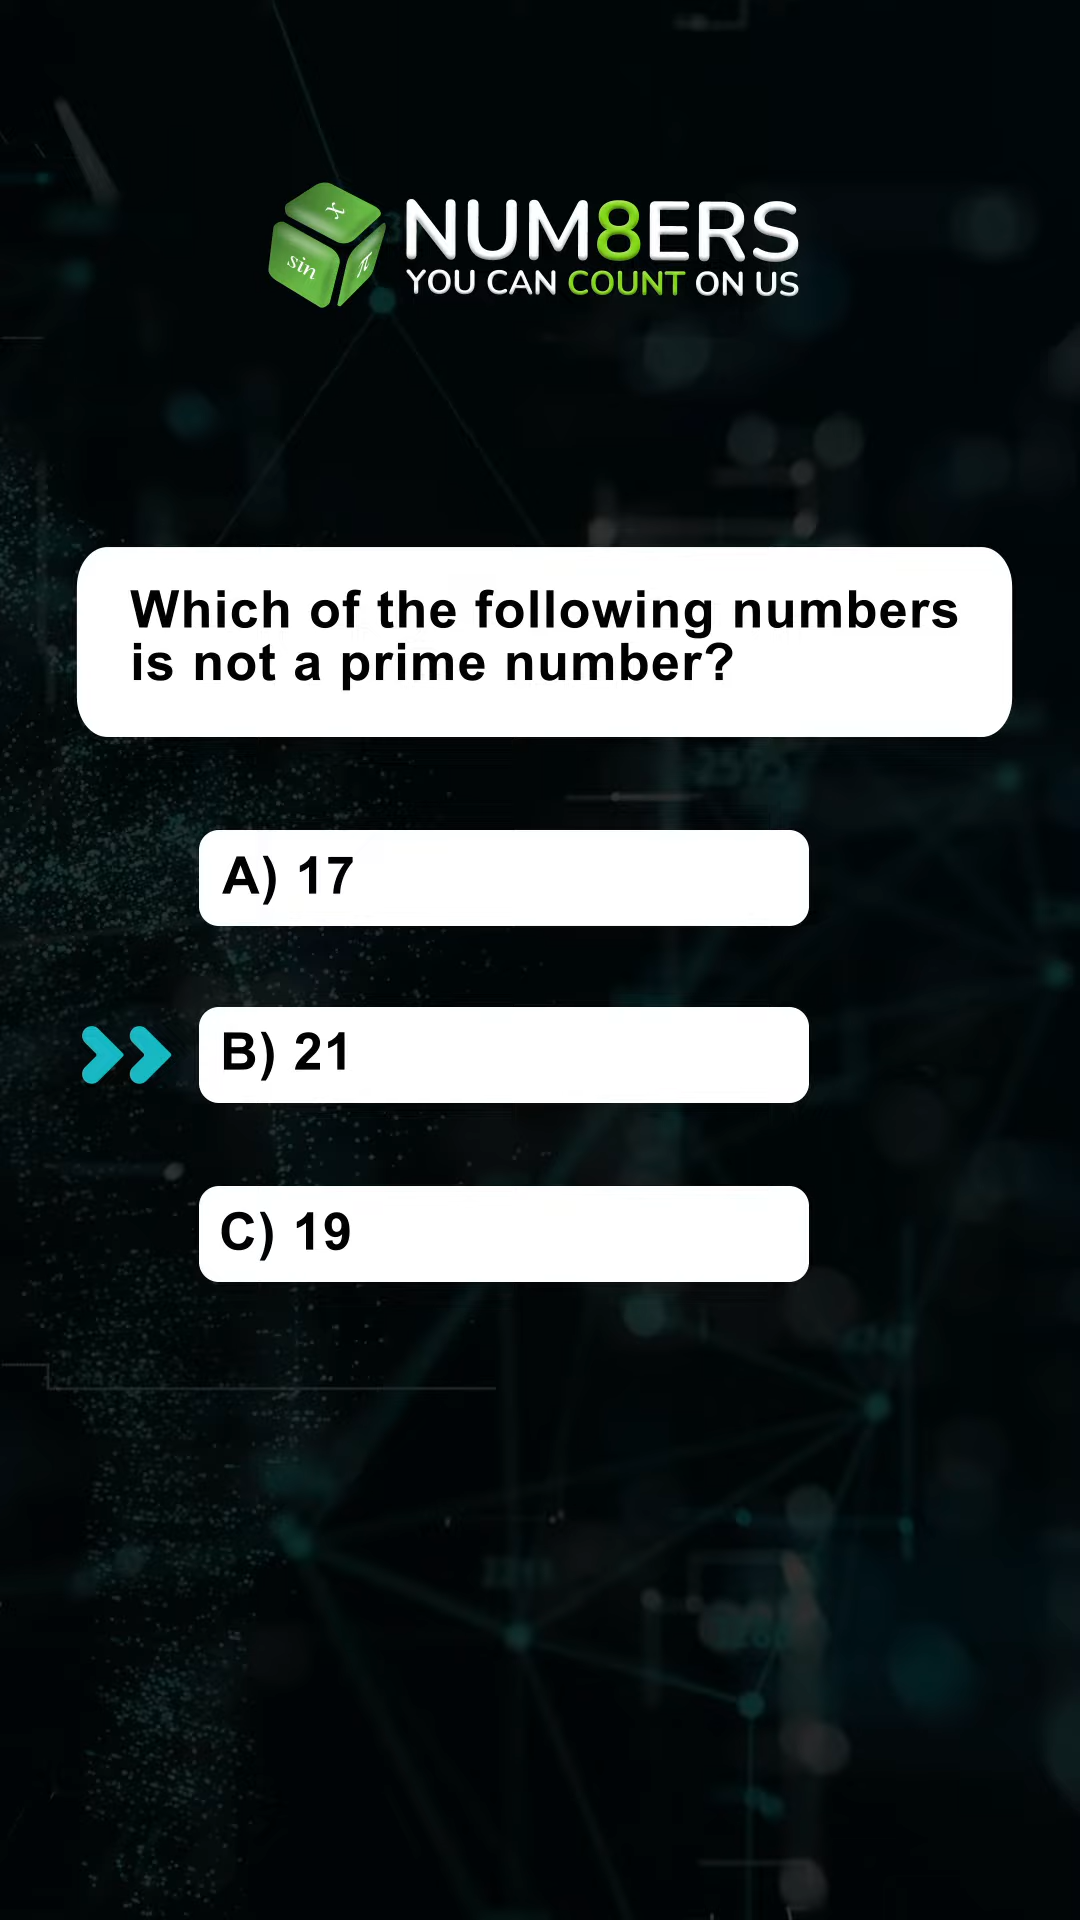 x
sin
π
NUM8ERS
YOU CAN COUNT ON US
Which of the following numbers
is not a prime number?
A) 17
B) 21
C) 19